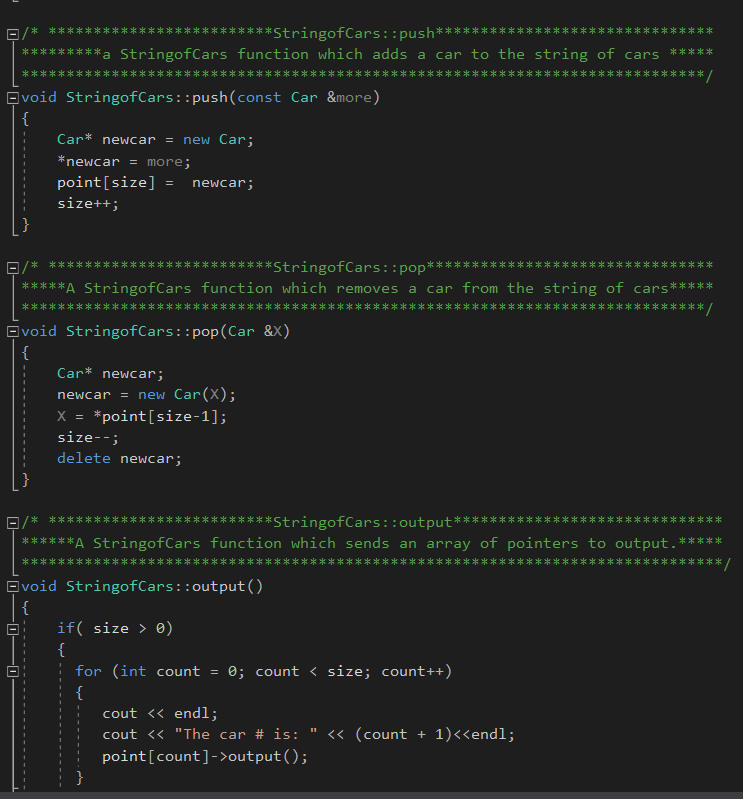 /* *************************StringofCars::push*******************************
*********a StringofCars function which adds a car to the string of cars *****
****************************************************************************/
void StringofCars::push(const Car &more)
{
Car* newcar = new Car;
*newcar = more;
point[size] =  newcar;
size++;
}
/* *************************StringofCars::pop********************************
*****A StringofCars function which removes a car from the string of cars*****
****************************************************************************/
void StringofCars::pop(Car &X)
{
Car* newcar;
newcar = new Car(X);
X = *point[size-1];
size--;
delete newcar;
}
/* *************************StringofCars::output******************************
******A StringofCars function which sends an array of pointers to output.*****
******************************************************************************/
void StringofCars::output()
{
if( size > 0)
{
for (int count = 0; count < size; count++)
{
cout << endl;
cout << "The car # is: " << (count + 1)<<endl;
point[count]->output();
}